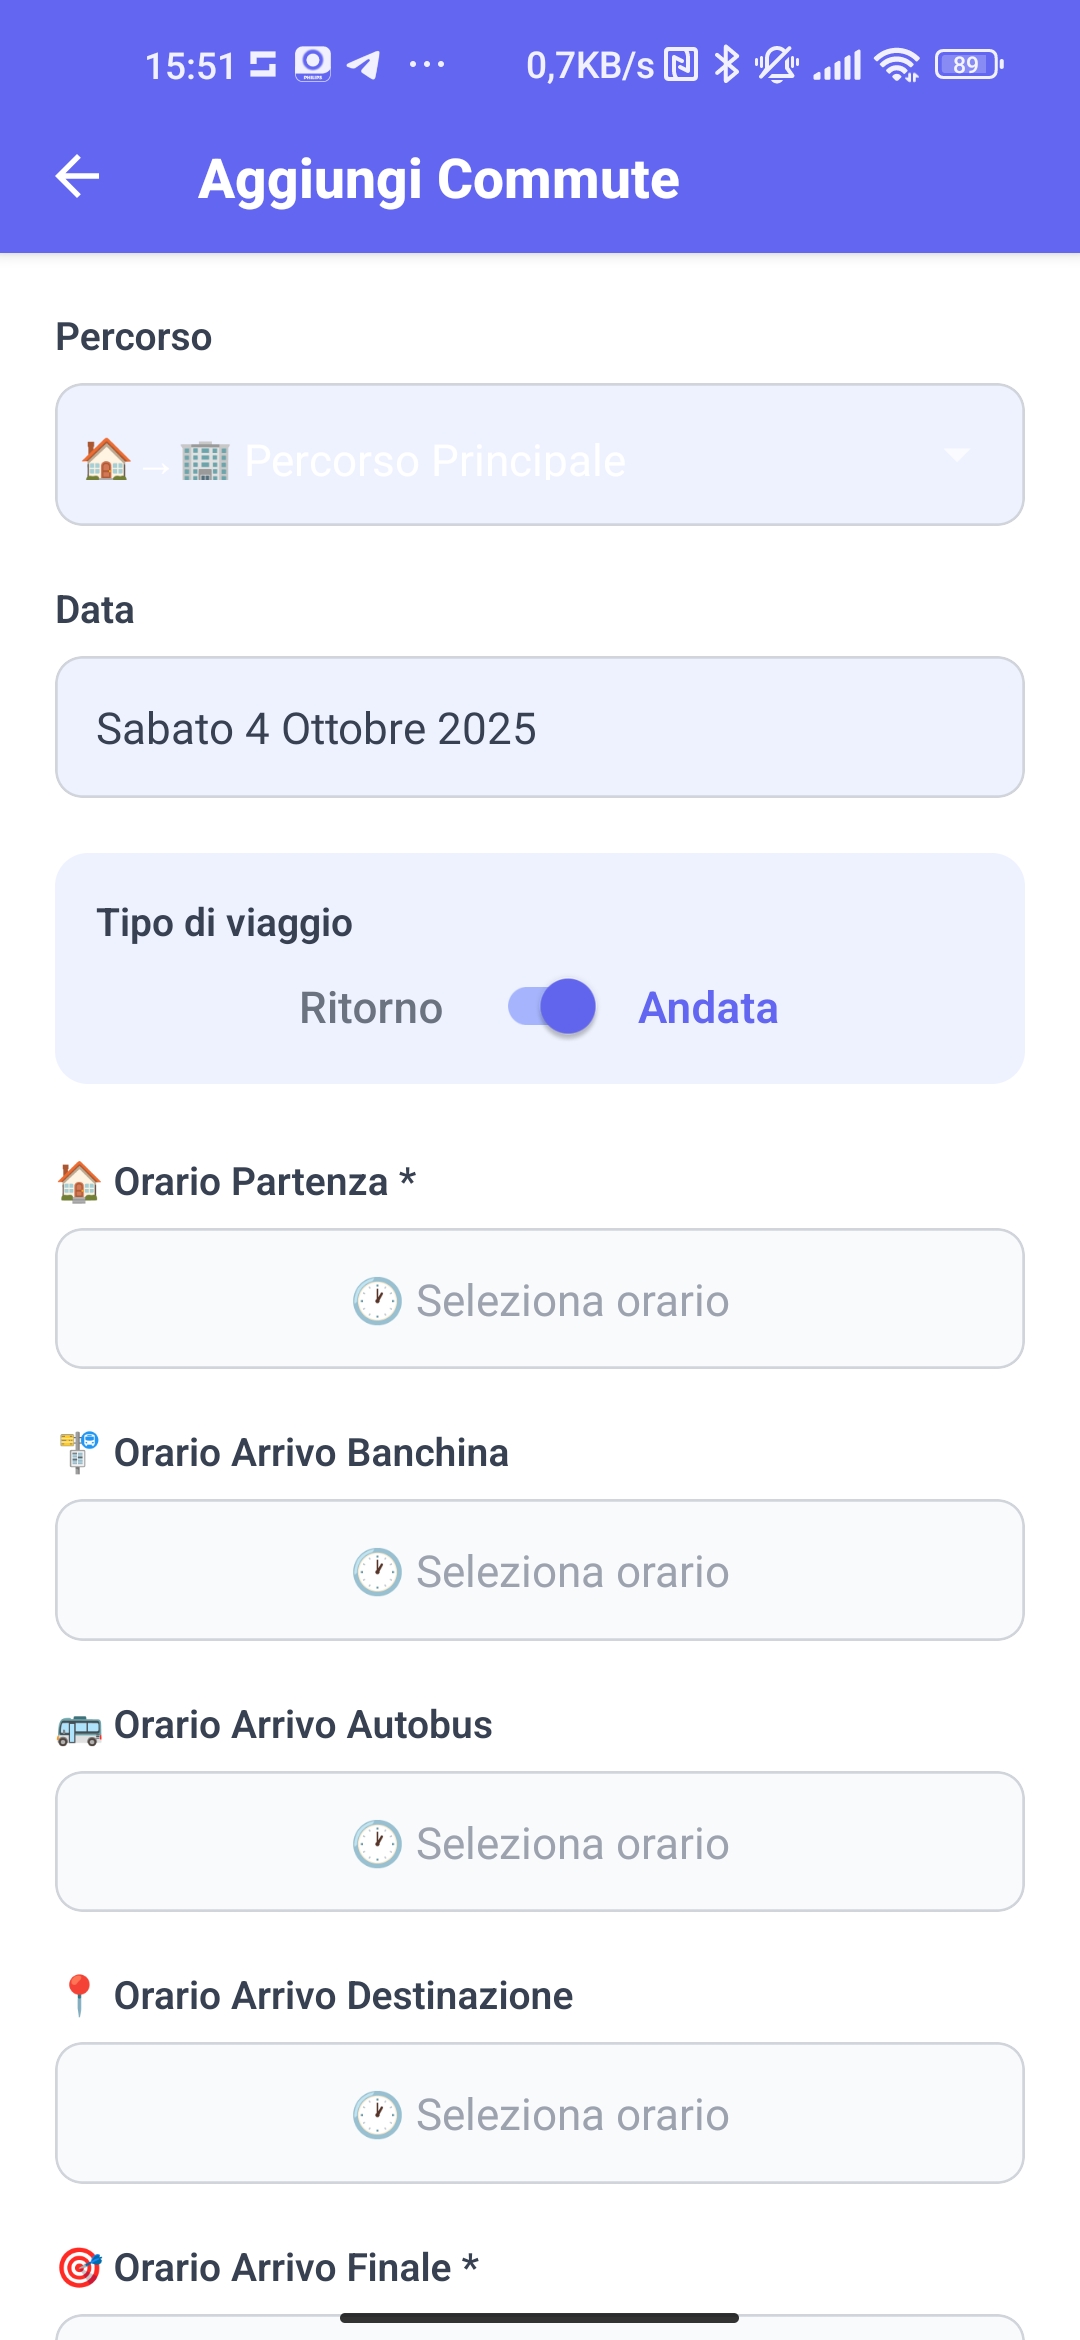 15:51 0,7KB/s 89
Aggiungi Commute
Percorso
🏠→🏢 Percorso Principale
Data
Sabato 4 Ottobre 2025
Tipo di viaggio
Ritorno Andata
🏠 Orario Partenza *
🕐 Seleziona orario
🚏 Orario Arrivo Banchina
🕐 Seleziona orario
🚌 Orario Arrivo Autobus
🕐 Seleziona orario
📍 Orario Arrivo Destinazione
🕐 Seleziona orario
🎯 Orario Arrivo Finale *